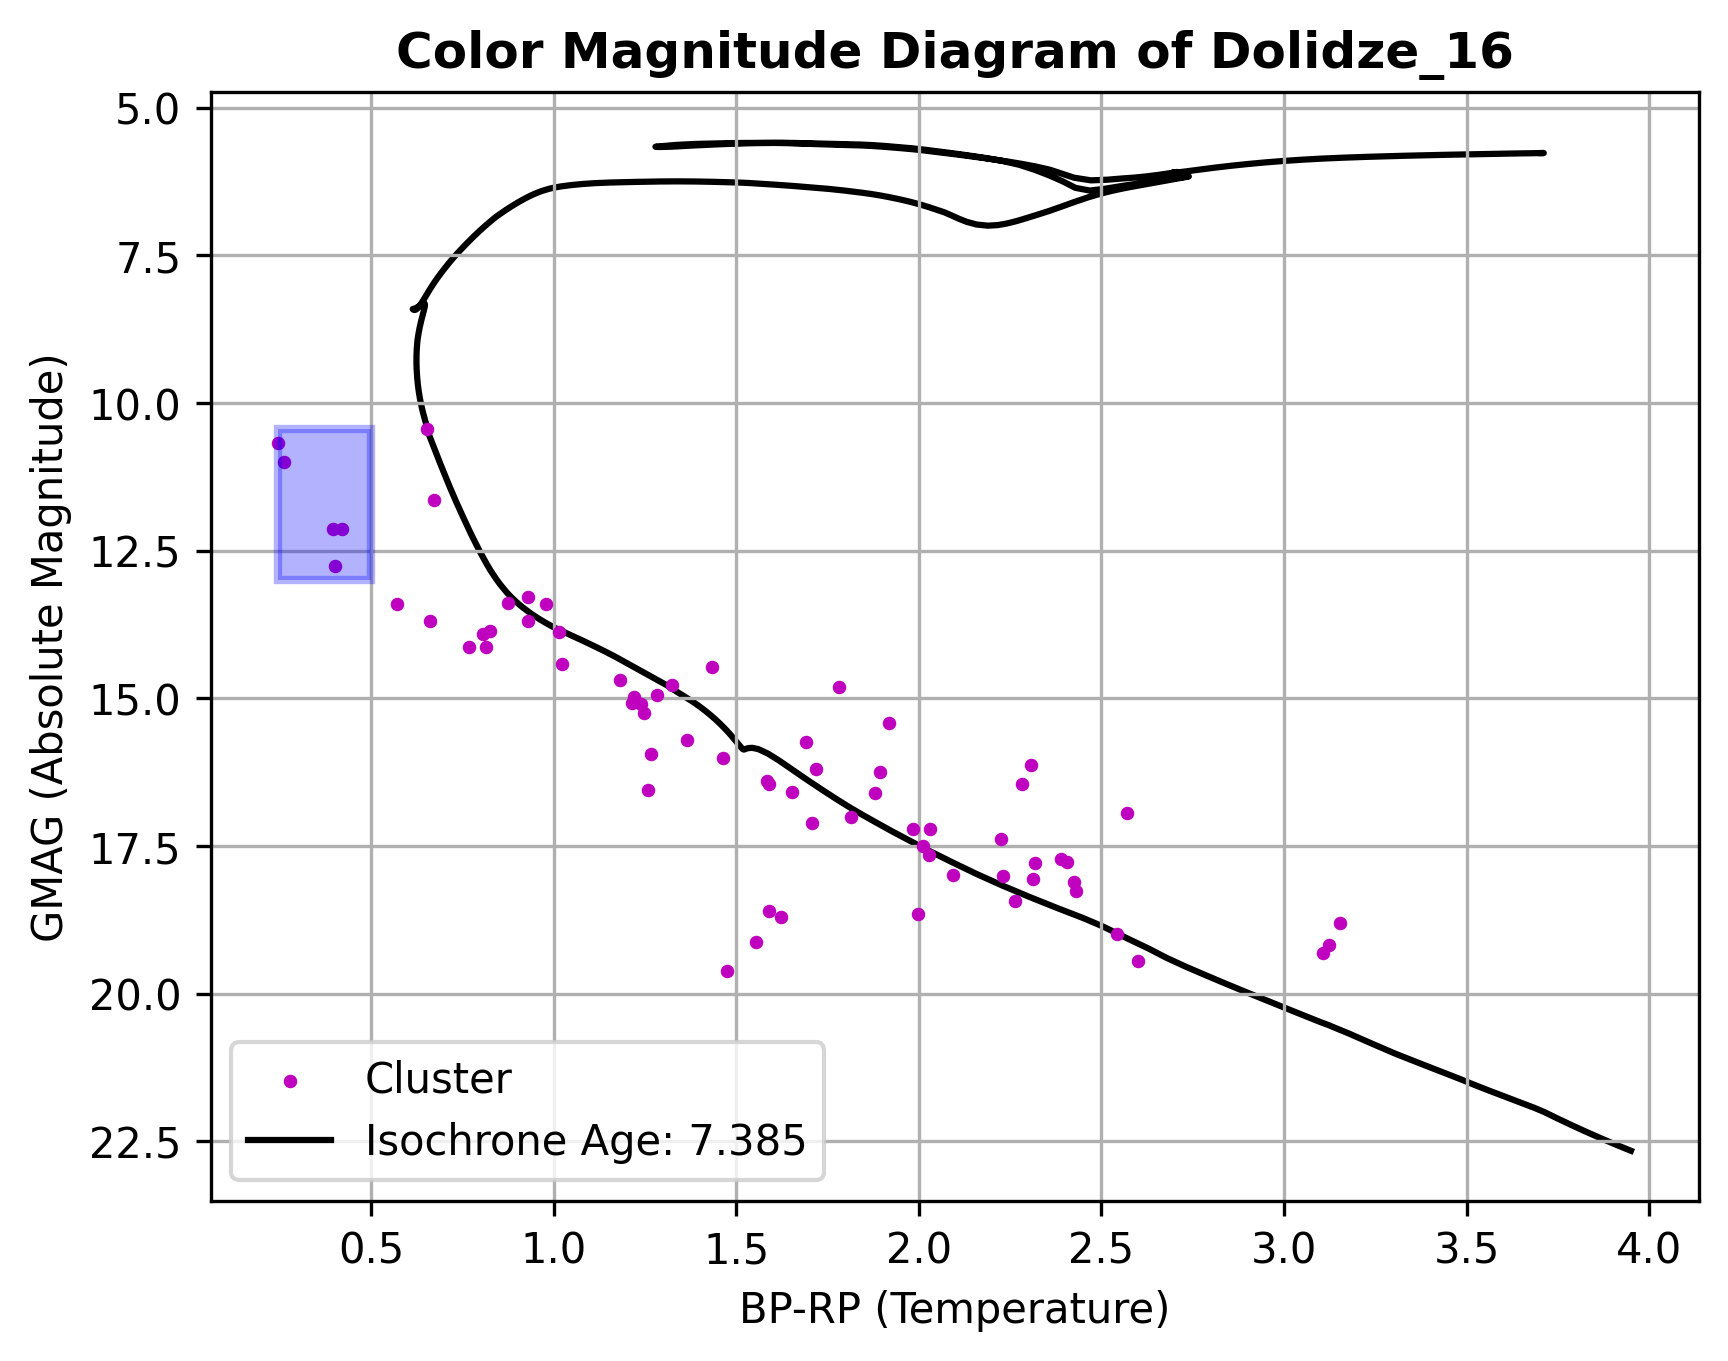 Color Magnitude Diagram of Dolidze_16
GMAG (Absolute Magnitude)
5.0
7.5
10.0
12.5
15.0
17.5
20.0
22.5
Cluster
Isochrone Age: 7.385
0.5 1.0 1.5 2.0 2.5 3.0 3.5 4.0
BP-RP (Temperature)